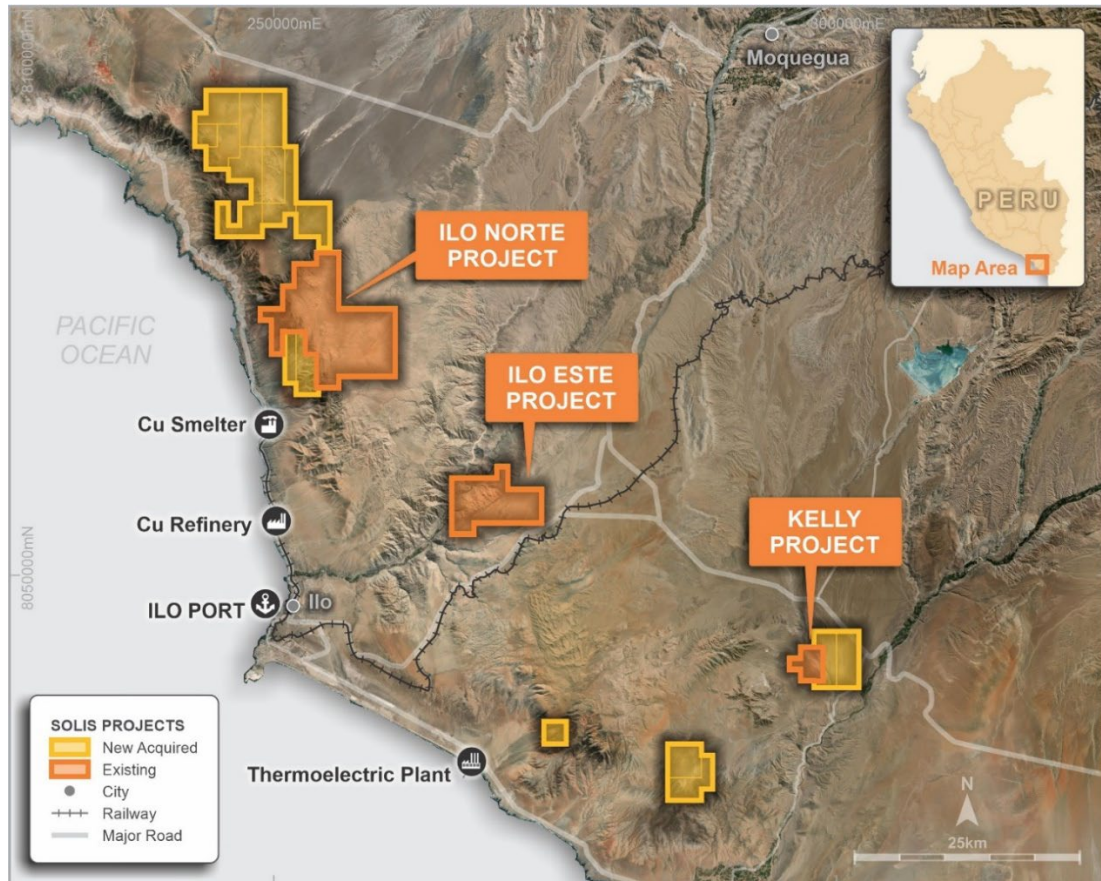 250000mE
300000mE
8100000mN
Moquegua
PERU
Map Area
ILO NORTE
PROJECT
PACIFIC
OCEAN
ILO ESTE
PROJECT
Cu Smelter
KELLY
PROJECT
Cu Refinery
8050000mN
ILO PORT
Ilo
SOLIS PROJECTS
New Acquired
Existing
City
Railway
Major Road
Thermoelectric Plant
N
25km